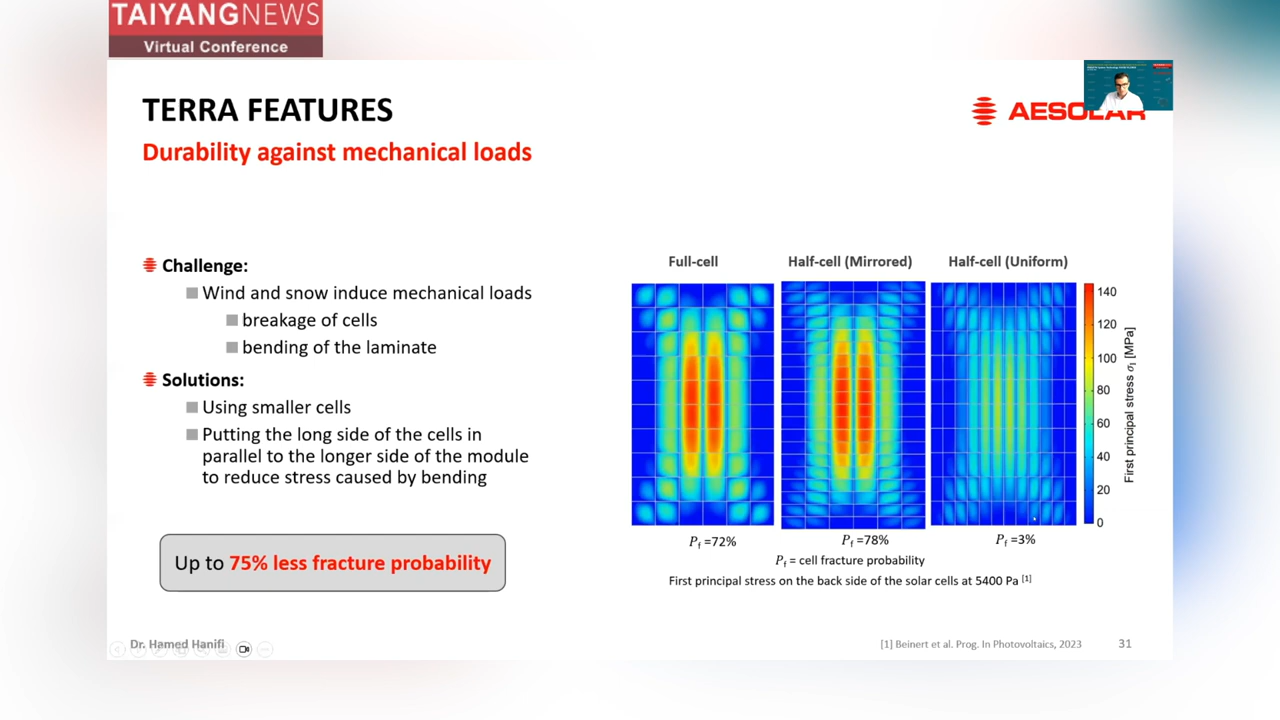 TAIYANGNEWS
Virtual Conference
TERRA FEATURES
AESOLAR
Durability against mechanical loads
Challenge:
Wind and snow induce mechanical loads
breakage of cells
bending of the laminate
Solutions:
Using smaller cells
Putting the long side of the cells in
parallel to the longer side of the module
to reduce stress caused by bending
Up to 75% less fracture probability
Full-cell
Half-cell (Mirrored)
Half-cell (Uniform)
140
120
100
80
60
40
20
0
First principal stress σ₁ [MPa]
Pf =72%
Pf =78%
Pf =3%
Pf = cell fracture probability
First principal stress on the back side of the solar cells at 5400 Pa [1]
Dr. Hamed Hanifi
[1] Beinert et al. Prog. In Photovoltaics, 2023
31